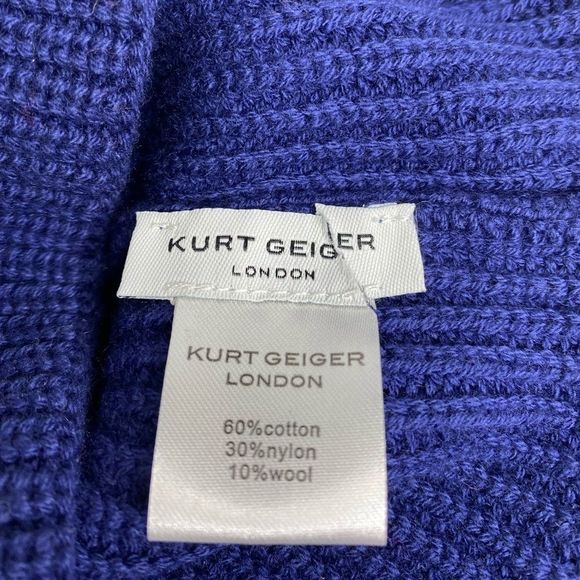 KURT GEIGER
LONDON
KURT GEIGER
LONDON
60%cotton
30%nylon
10%wool